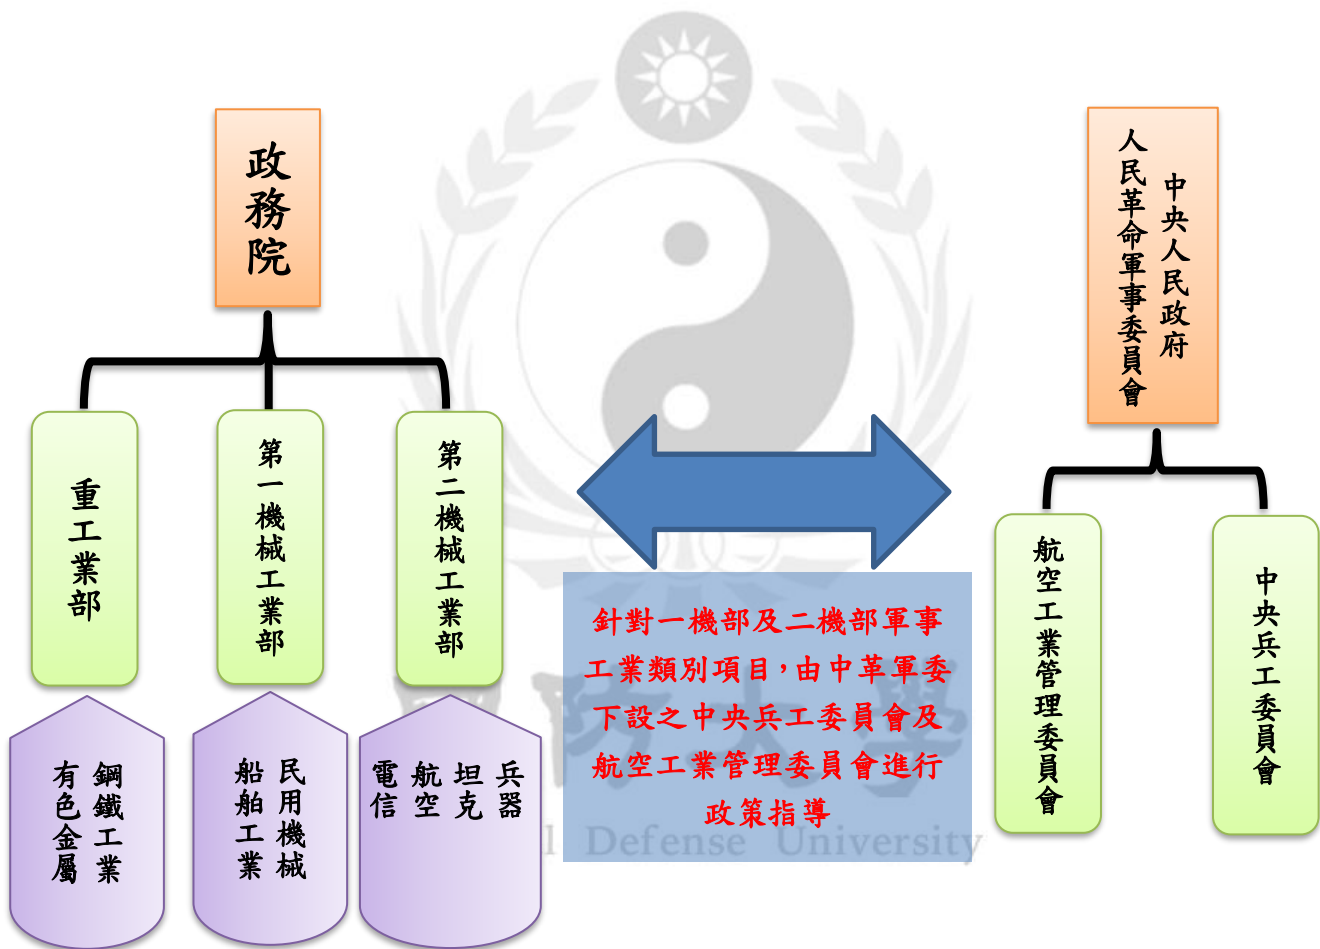 政務院
中央人民政府
人民革命軍事委員會
重工業部
第一機械工業部
第二機械工業部
航空工業管理委員會
中央兵工委員會
針對一機部及二機部軍事
工業類別項目，由中革軍委
下設之中央兵工委員會及
航空工業管理委員會進行
政策指導
鋼鐵工業
有色金屬
民用機械
船舶工業
兵器
坦克
航空
電信
防大學
l Defense University